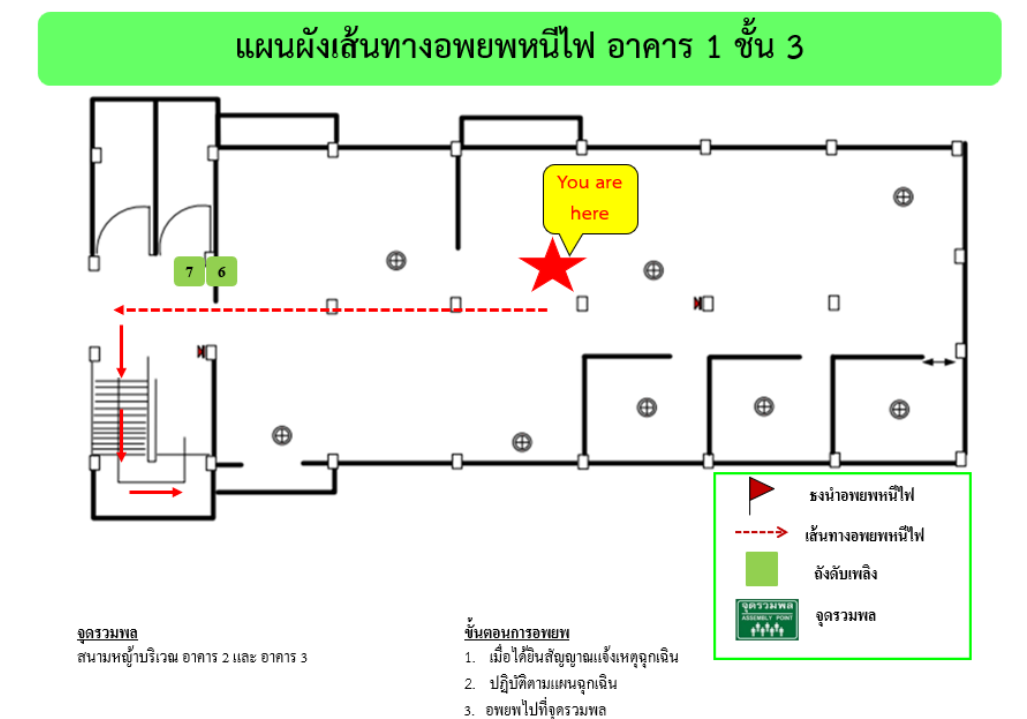 แผนผังเส้นทางอพยพหนีไฟ อาคาร 1 ชั้น 3
You are
here
7 6
ธงนำอพยพหนีไฟ
เส้นทางอพยพหนีไฟ
ถังดับเพลิง
จุดรวมพล
ASSEMBLY POINT
จุดรวมพล
จุดรวมพล
สนามหญ้าบริเวณ อาคาร 2 และ อาคาร 3
ขั้นตอนการอพยพ
1. เมื่อได้ยินสัญญาณแจ้งเหตุฉุกเฉิน
2. ปฏิบัติตามแผนฉุกเฉิน
3. อพยพไปที่จุดรวมพล